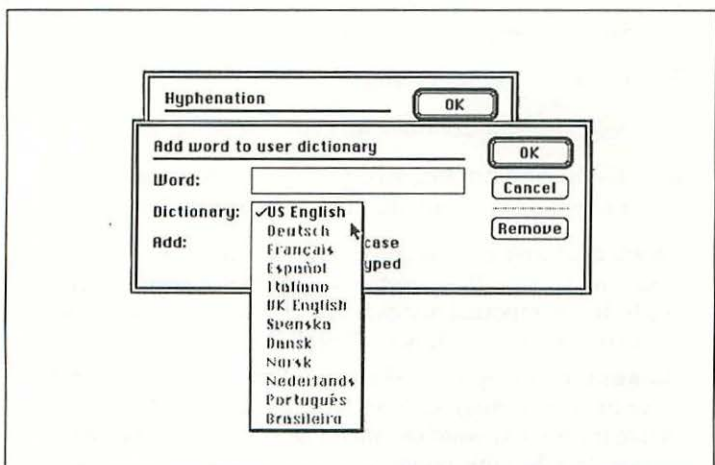 Hyphenation
OK
Add word to user dictionary
OK
Word:
Cancel
Dictionary:
✓US English
Deutsch
Français
Español
Italiano
UK English
Svenska
Dansk
Norsk
Nederlands
Português
Brasileiro
Remove
Add:
case
yped